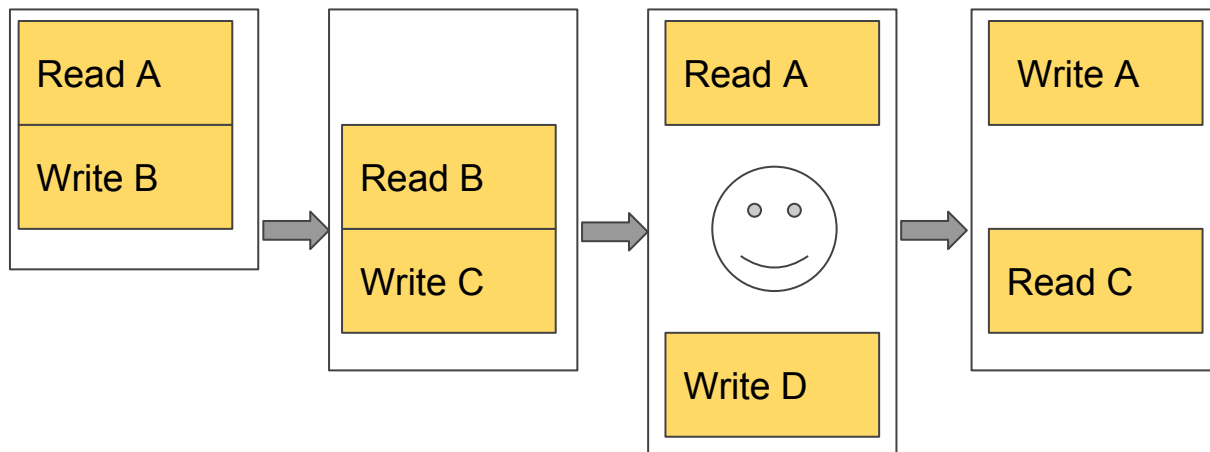 Read A
Write B
Read B
Write C
Read A
Write D
Write A
Read C